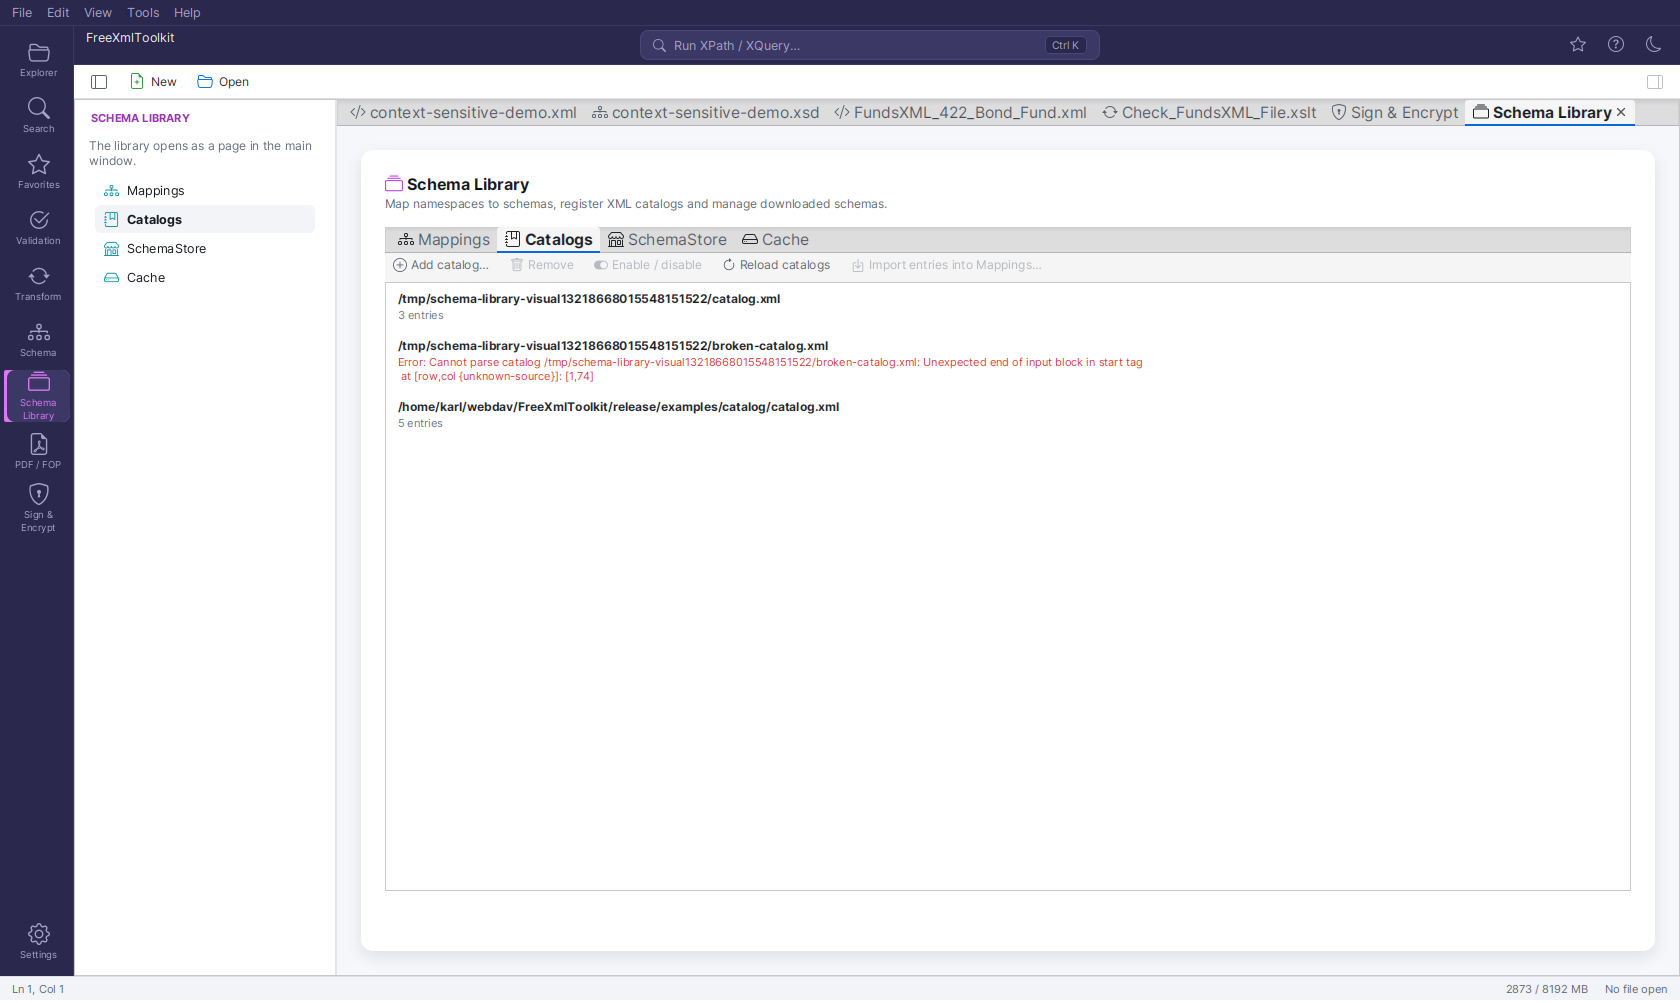 File Edit View Tools Help
FreeXmlToolkit
Run XPath / XQuery...
Ctrl K
Explorer
Search
Favorites
Validation
Transform
Schema
Schema
Library
PDF / FOP
Sign &
Encrypt
Settings
New
Open
SCHEMA LIBRARY
The library opens as a page in the main
window.
Mappings
Catalogs
SchemaStore
Cache
context-sensitive-demo.xml context-sensitive-demo.xsd FundsXML_422_Bond_Fund.xml Check_FundsXML_File.xslt Sign & Encrypt Schema Library
Schema Library
Map namespaces to schemas, register XML catalogs and manage downloaded schemas.
Mappings Catalogs SchemaStore Cache
Add catalog... Remove Enable / disable Reload catalogs Import entries into Mappings...
/tmp/schema-library-visual13218668015548151522/catalog.xml
3 entries
/tmp/schema-library-visual13218668015548151522/broken-catalog.xml
Error: Cannot parse catalog /tmp/schema-library-visual13218668015548151522/broken-catalog.xml: Unexpected end of input block in start tag
at [row,col {unknown-source}]: [1,74]
/home/karl/webdav/FreeXmlToolkit/release/examples/catalog/catalog.xml
5 entries
Ln 1, Col 1
2873 / 8192 MB
No file open